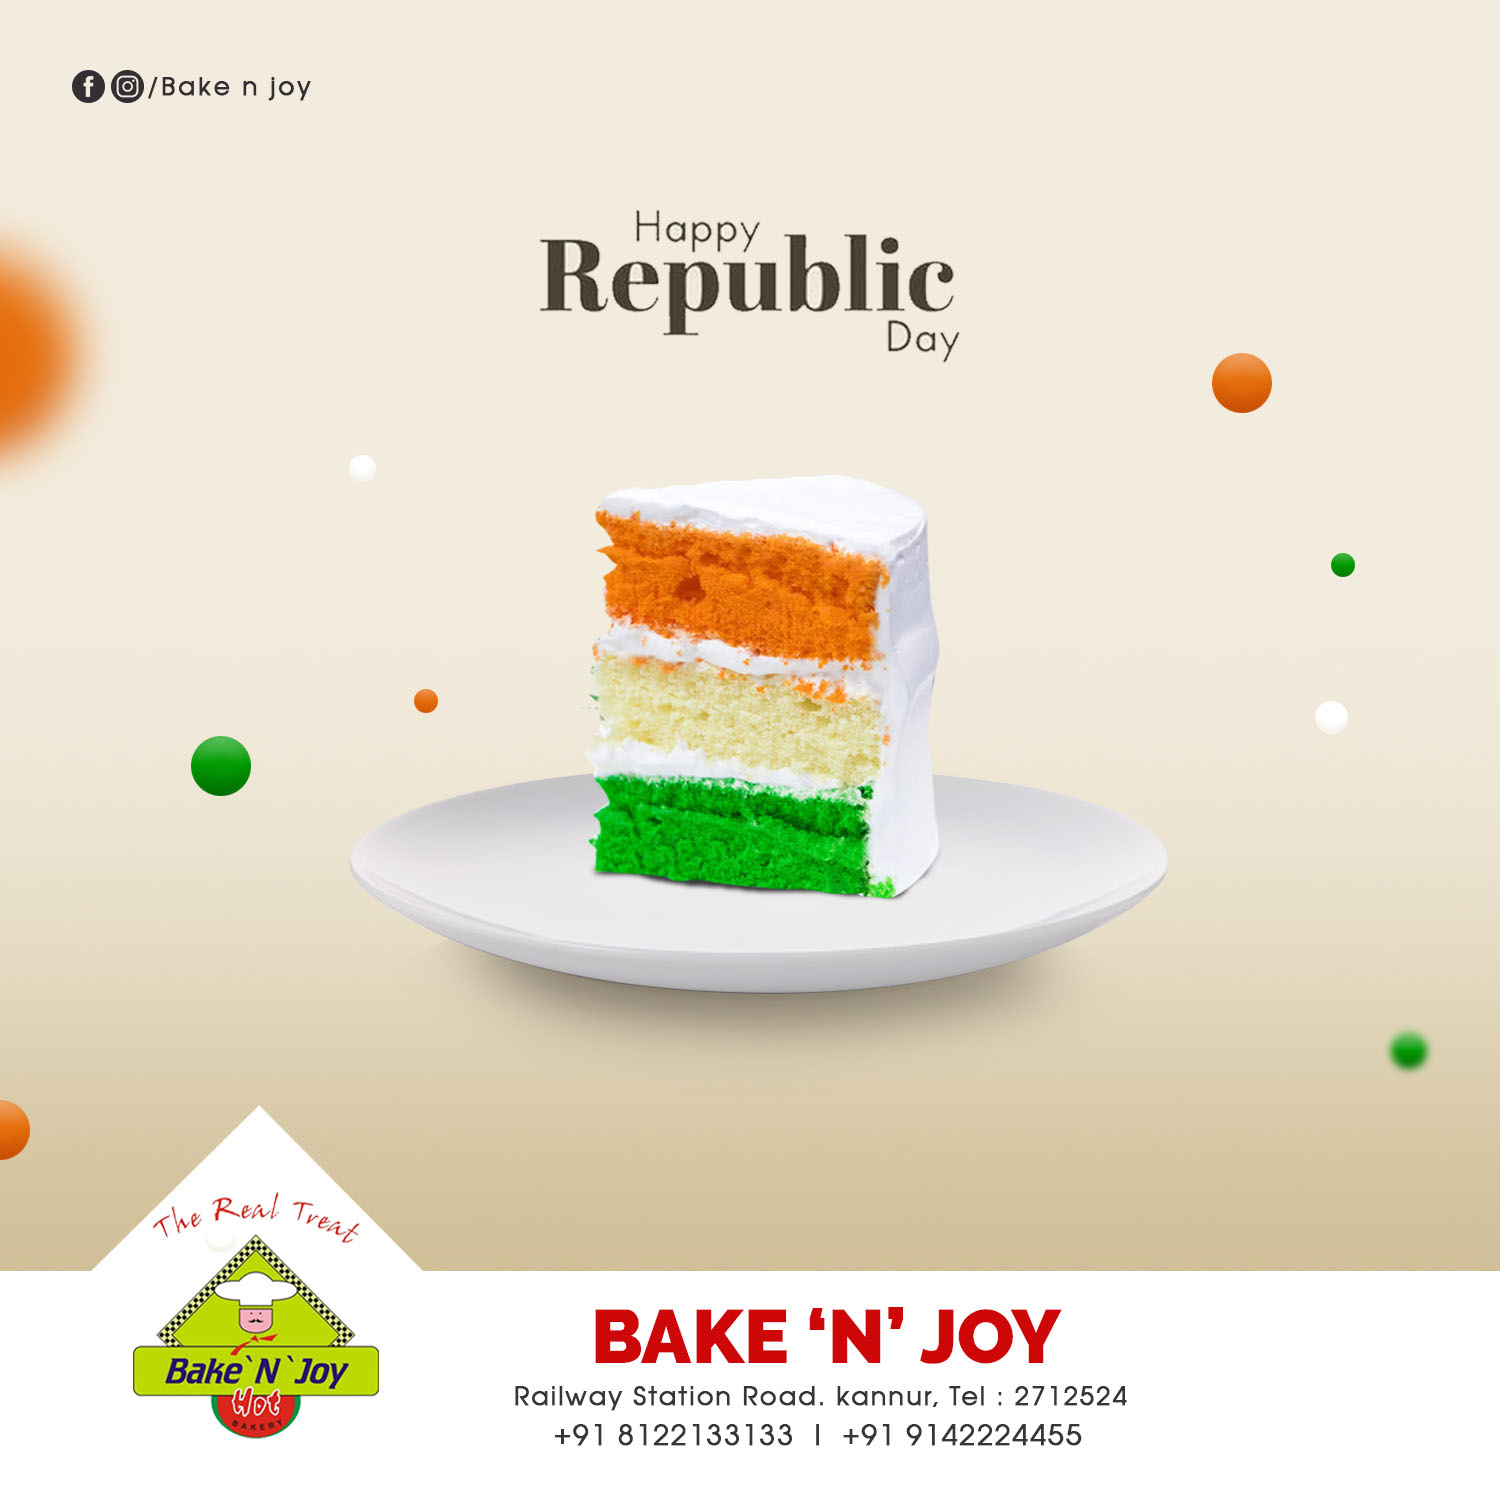 /Bake n joy
Happy
Republic
Day
The Real Treat
Bake`N`Joy
Hot
BAKERY
BAKE ‘N’ JOY
Railway Station Road. kannur, Tel : 2712524
+91 8122133133 | +91 9142224455